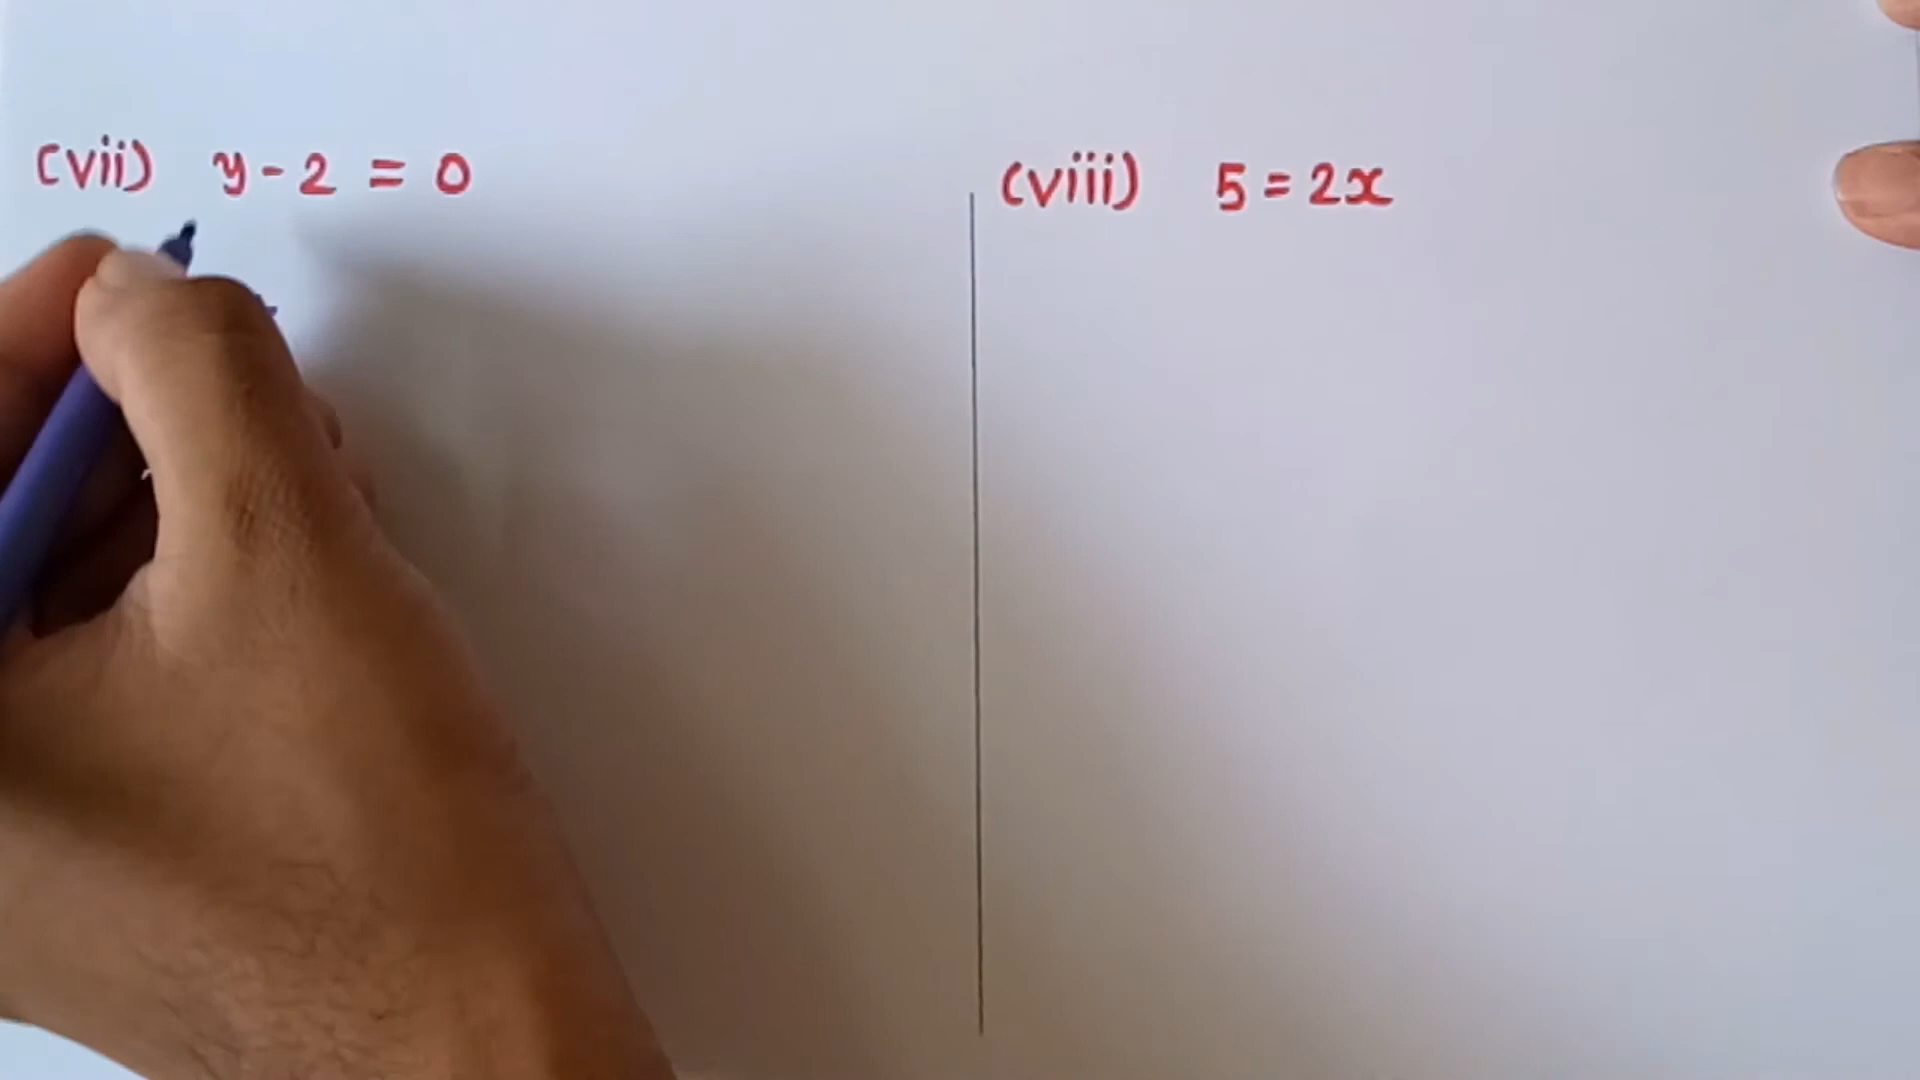 (vii) y - 2 = 0
(viii) 5 = 2x